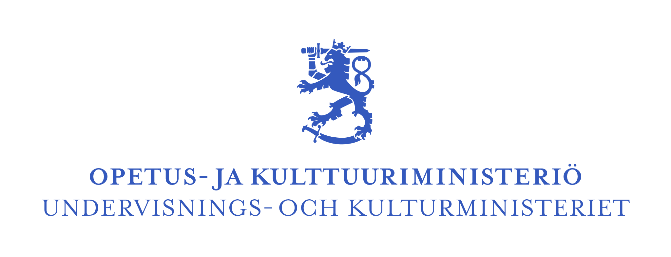 OPETUS- JA KULTTUURIMINISTERIÖ
UNDERVISNINGS- OCH KULTURMINISTERIET